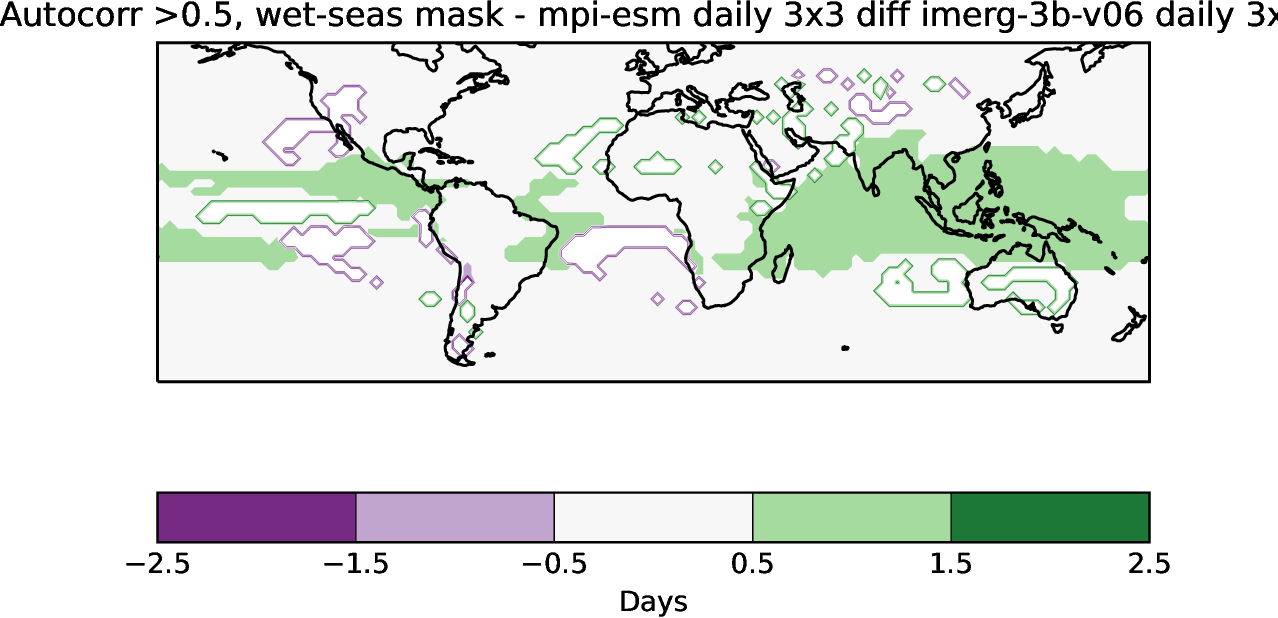 Autocorr >0.5, wet-seas mask - mpi-esm daily 3x3 diff imerg-3b-v06 daily 3x
−2.5 −1.5 −0.5 0.5 1.5 2.5
Days